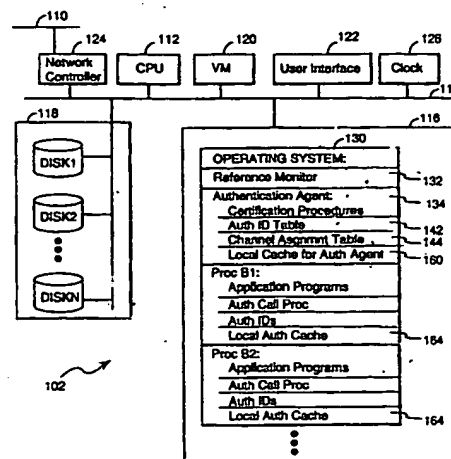 110
124
112
120
122
126
Network
Controller
CPU
VM
User Interface
Clock
11
118
116
DISK1
DISK2
DISKN
102
130
OPERATING SYSTEM:
Reference Monitor
132
Authentication Agent:
134
Certification Procedures
Auth ID Table
142
Channel Asgnmt Table
144
Local Cache for Auth Agent
160
Proc B1:
Application Programs
Auth Call Proc
Auth IDs
Local Auth Cache
164
Proc B2:
Application Programs
Auth Call Proc
Auth IDs
Local Auth Cache
164